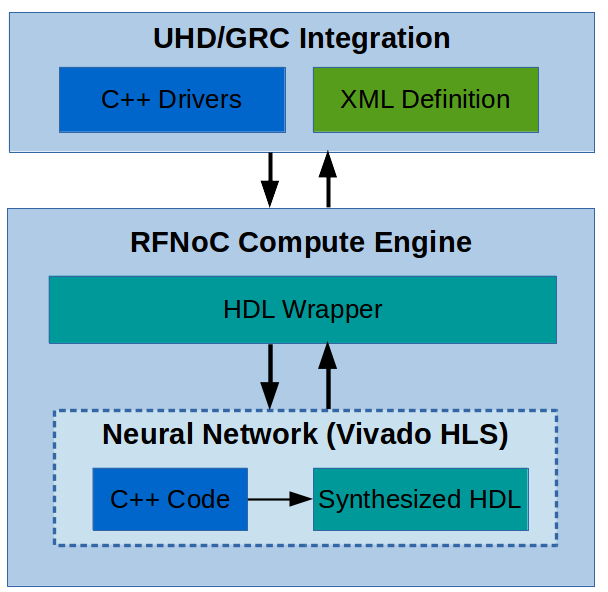 UHD/GRC Integration
C++ Drivers
XML Definition
RFNoC Compute Engine
HDL Wrapper
Neural Network (Vivado HLS)
C++ Code
Synthesized HDL